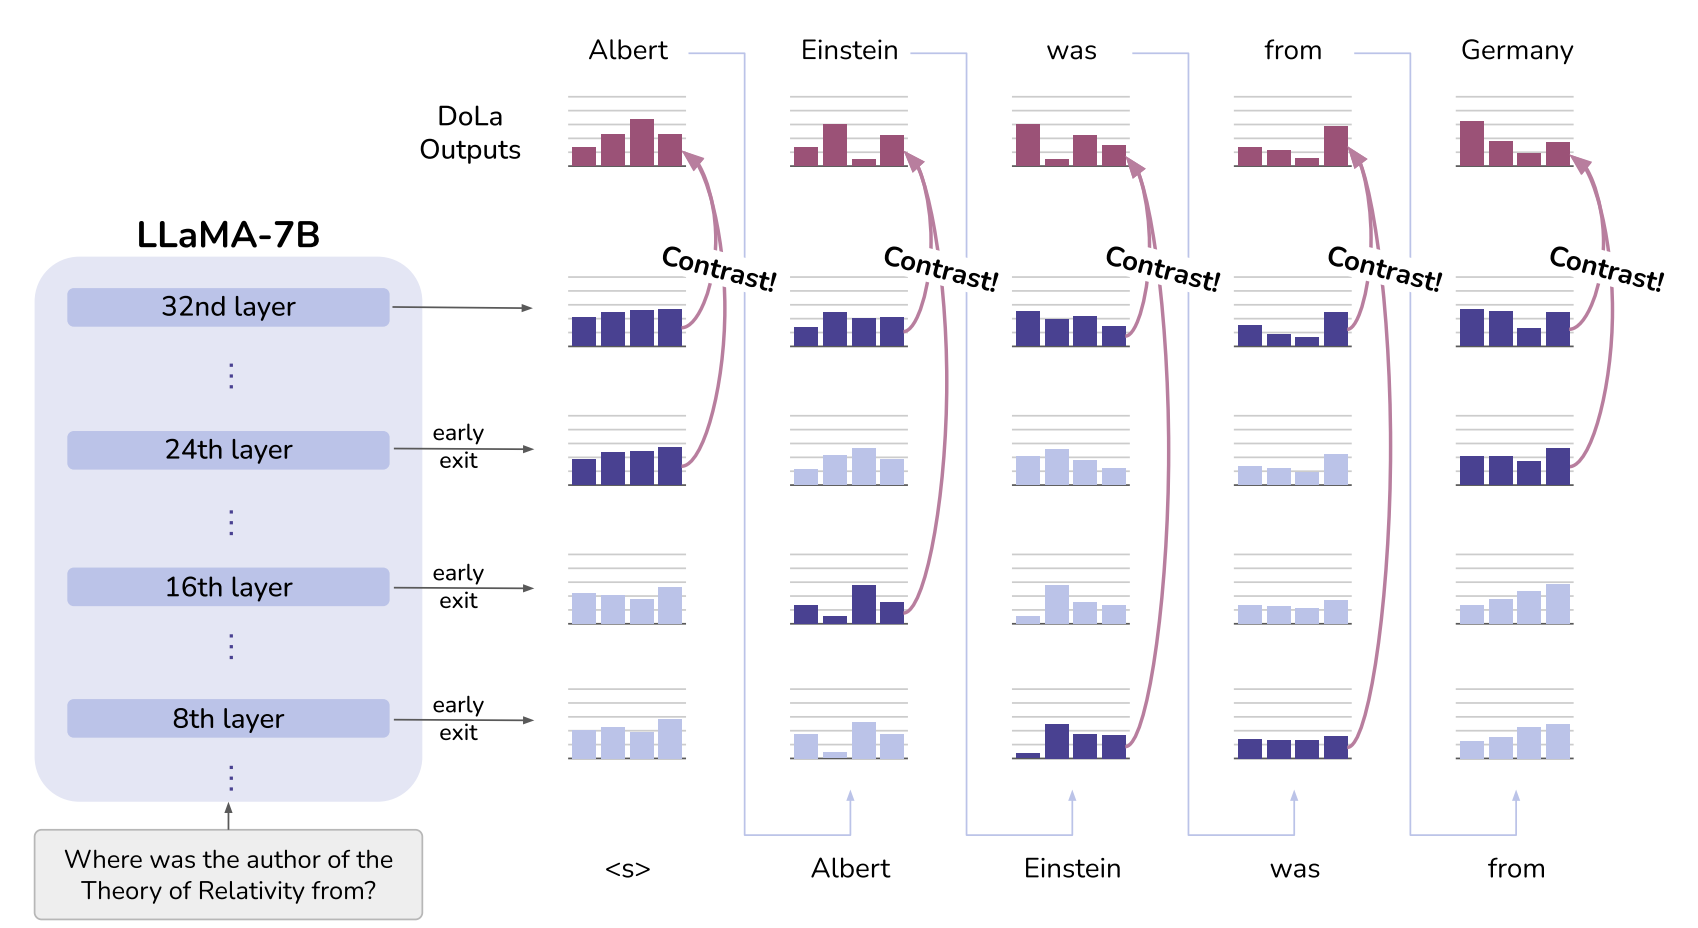 Albert
Einstein
was
from
Germany
DoLa
Outputs
LLaMA-7B
Contrast!
Contrast!
Contrast!
Contrast!
Contrast!
32nd layer
24th layer
early
exit
16th layer
early
exit
8th layer
early
exit
Where was the author of the
Theory of Relativity from?
<s>
Albert
Einstein
was
from